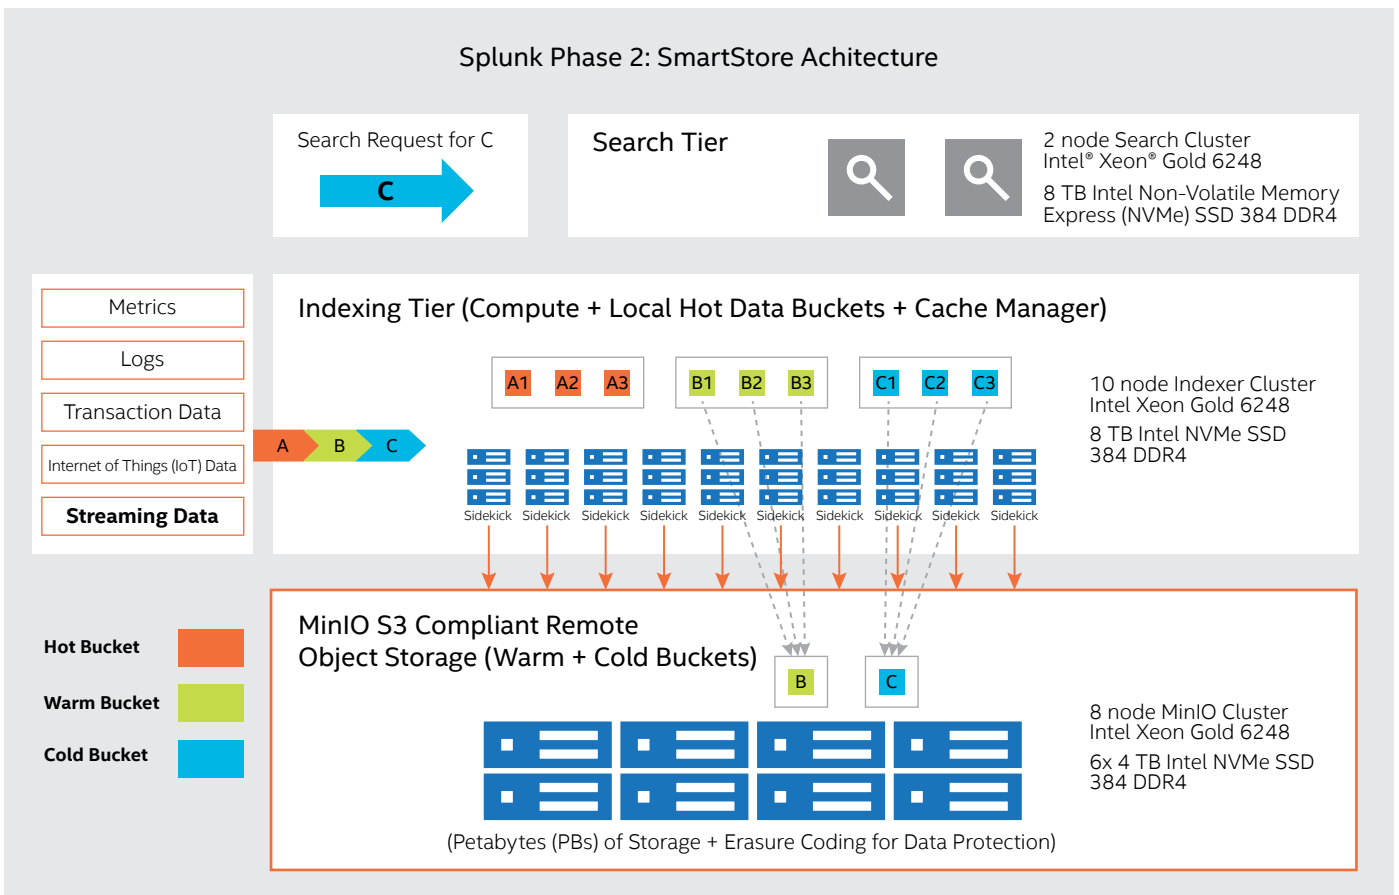 Splunk Phase 2: SmartStore Achitecture
Search Request for C
C
Search Tier
2 node Search Cluster
Intel® Xeon® Gold 6248
8 TB Intel Non-Volatile Memory
Express (NVMe) SSD 384 DDR4
Metrics
Logs
Transaction Data
Internet of Things (IoT) Data
Streaming Data
A B C
Indexing Tier (Compute + Local Hot Data Buckets + Cache Manager)
A1 A2 A3 B1 B2 B3 C1 C2 C3
10 node Indexer Cluster
Intel Xeon Gold 6248
8 TB Intel NVMe SSD
384 DDR4
Sidekick Sidekick Sidekick Sidekick Sidekick Sidekick Sidekick Sidekick Sidekick Sidekick
Hot Bucket
Warm Bucket
Cold Bucket
MinIO S3 Compliant Remote
Object Storage (Warm + Cold Buckets)
B C
8 node MinIO Cluster
Intel Xeon Gold 6248
6x 4 TB Intel NVMe SSD
384 DDR4
(Petabytes (PBs) of Storage + Erasure Coding for Data Protection)